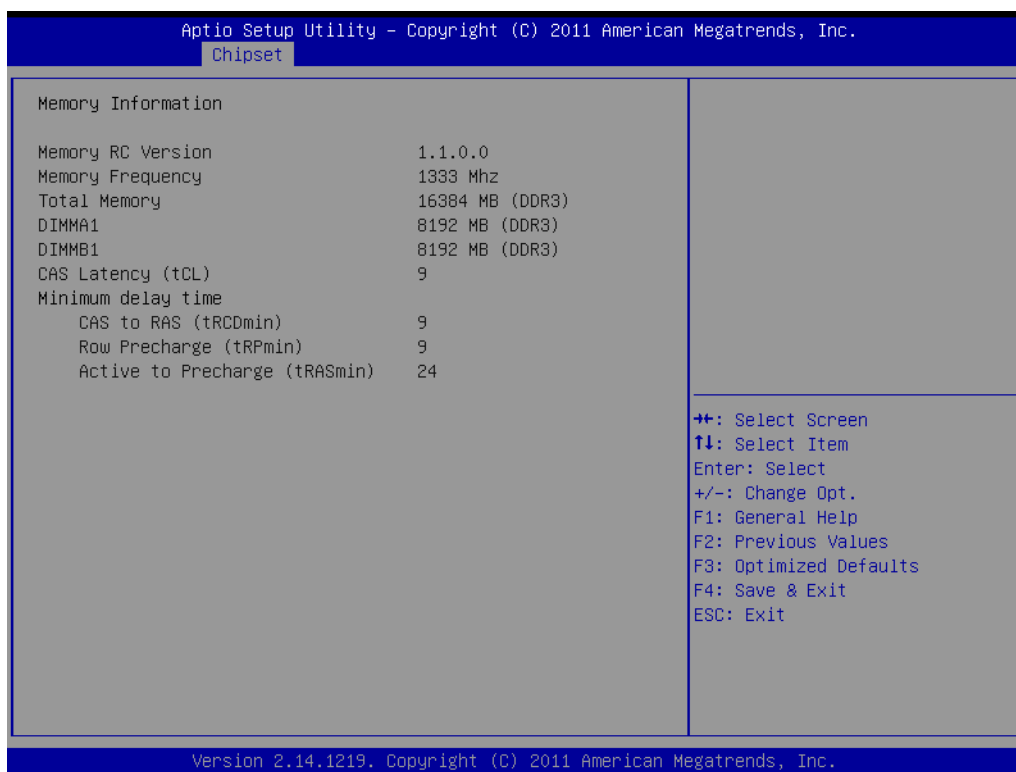 Aptio Setup Utility – Copyright (C) 2011 American Megatrends, Inc.
Chipset
Memory Information
Memory RC Version 1.1.0.0
Memory Frequency 1333 Mhz
Total Memory 16384 MB (DDR3)
DIMMA1 8192 MB (DDR3)
DIMMB1 8192 MB (DDR3)
CAS Latency (tCL) 9
Minimum delay time
CAS to RAS (tRCDmin) 9
Row Precharge (tRPmin) 9
Active to Precharge (tRASmin) 24
→←: Select Screen
↑↓: Select Item
Enter: Select
+/-: Change Opt.
F1: General Help
F2: Previous Values
F3: Optimized Defaults
F4: Save & Exit
ESC: Exit
Version 2.14.1219. Copyright (C) 2011 American Megatrends, Inc.